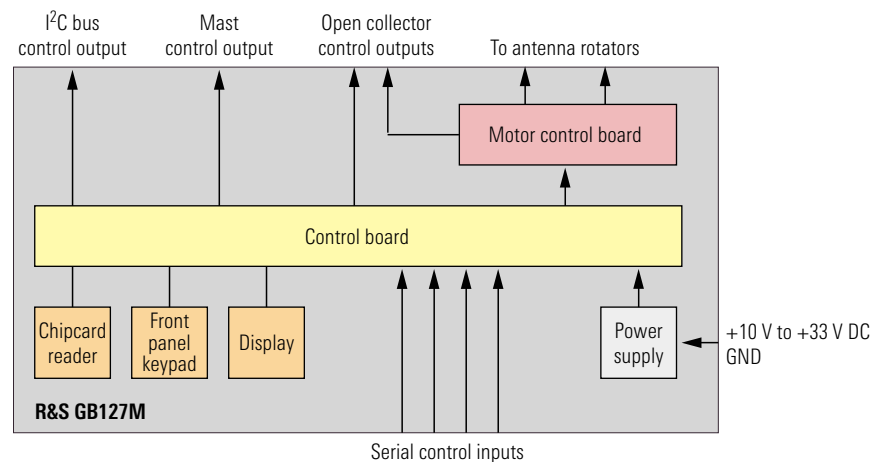 I²C bus
control output
Mast
control output
Open collector
control outputs
To antenna rotators
Motor control board
Control board
Chipcard
reader
Front
panel
keypad
Display
Power
supply
+10 V to +33 V DC
GND
R&S GB127M
Serial control inputs